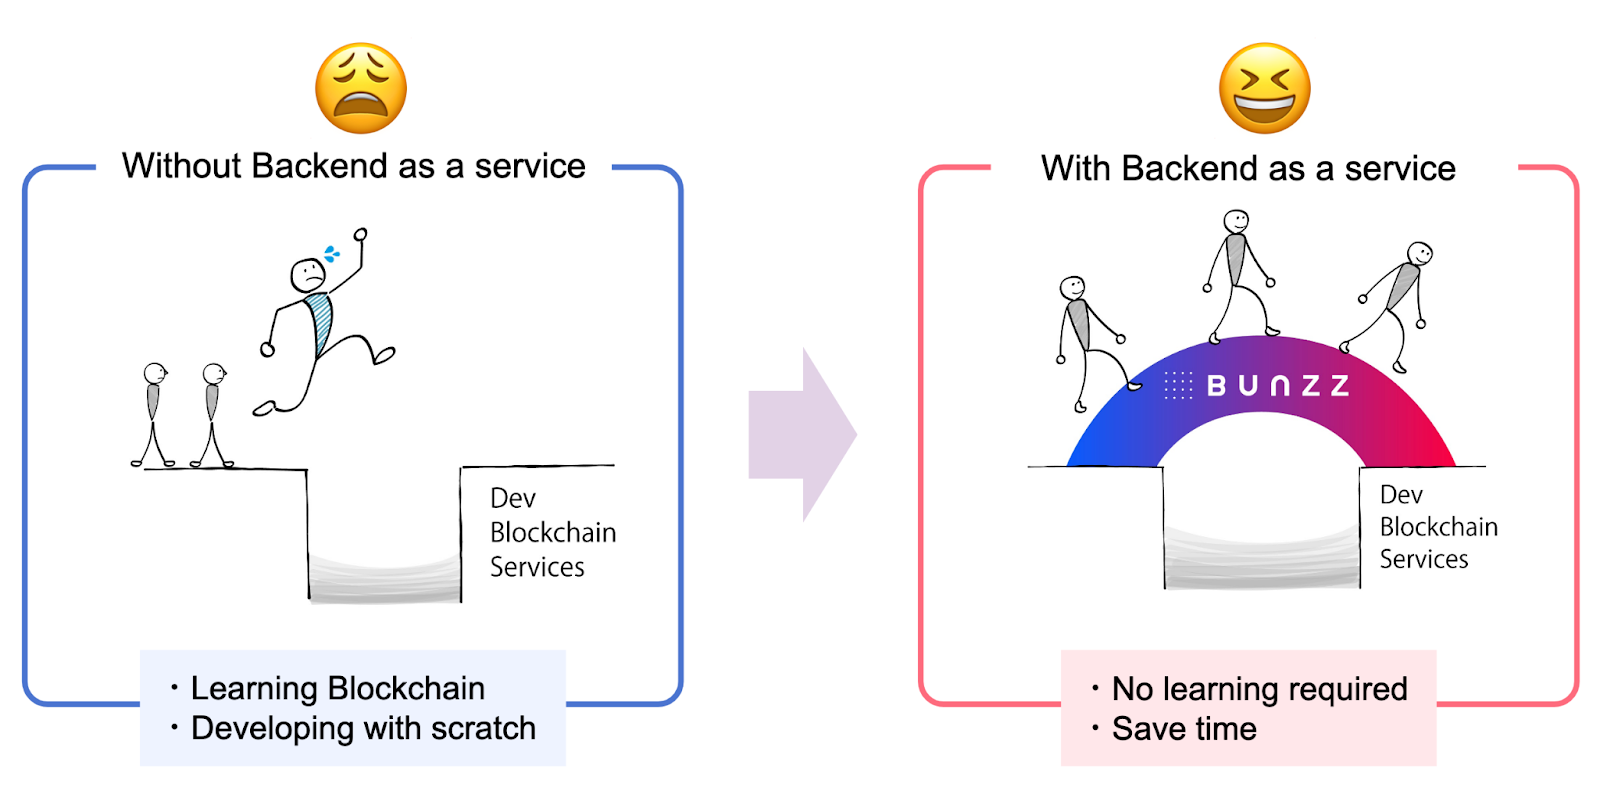 Without Backend as a service
Dev
Blockchain
Services
・Learning Blockchain
・Developing with scratch
With Backend as a service
BUNZZ
Dev
Blockchain
Services
・No learning required
・Save time